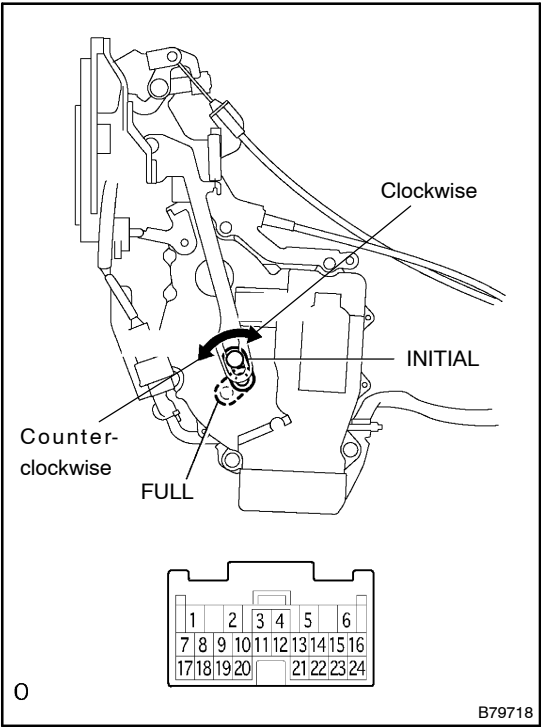 Clockwise
INITIAL
Counter-
clockwise
FULL
1 2 3 4 5 6
7 8 9 10 11 12 13 14 15 16
17 18 19 20 21 22 23 24
O
B79718